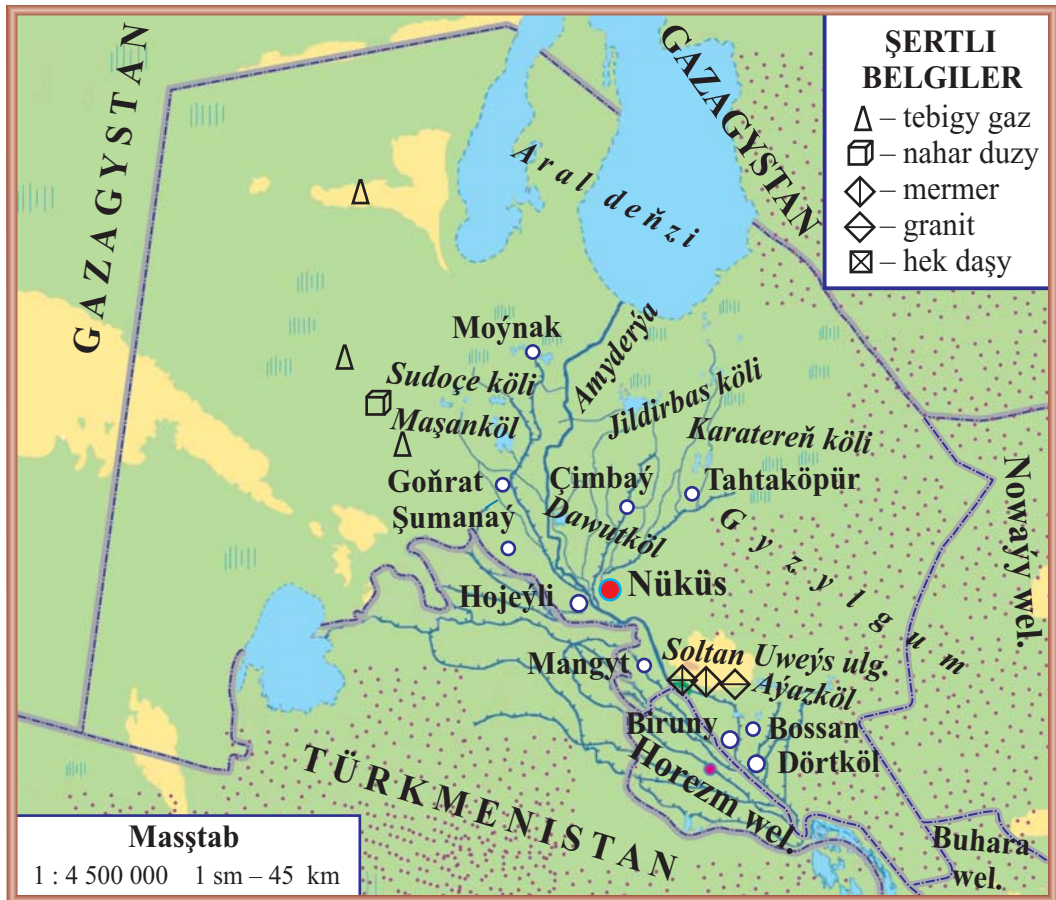 GAZAGYSTAN
GAZAGYSTAN
ŞERTLI
BELGILER
– tebigy gaz
– nahar duzy
– mermer
– granit
– hek daşy
Aral deňzi
Moýnak
Amyderýa
Sudoçe köli
Maşanköl
Jildirbas köli
Karatereň köli
Goňrat
Çimbaý
Tahtaköpür
Şumanaý
Dawutköl
Gyzylgum
Nowaýy wel.
Nüküs
Hojeýli
Mangyt
Soltan Uweýs ulg.
Aýazköl
Biruny
Bossan
Dörtköl
Horezm wel.
TÜRKMENISTAN
Buhara
wel.
Masştab
1 : 4 500 000 1 sm – 45 km